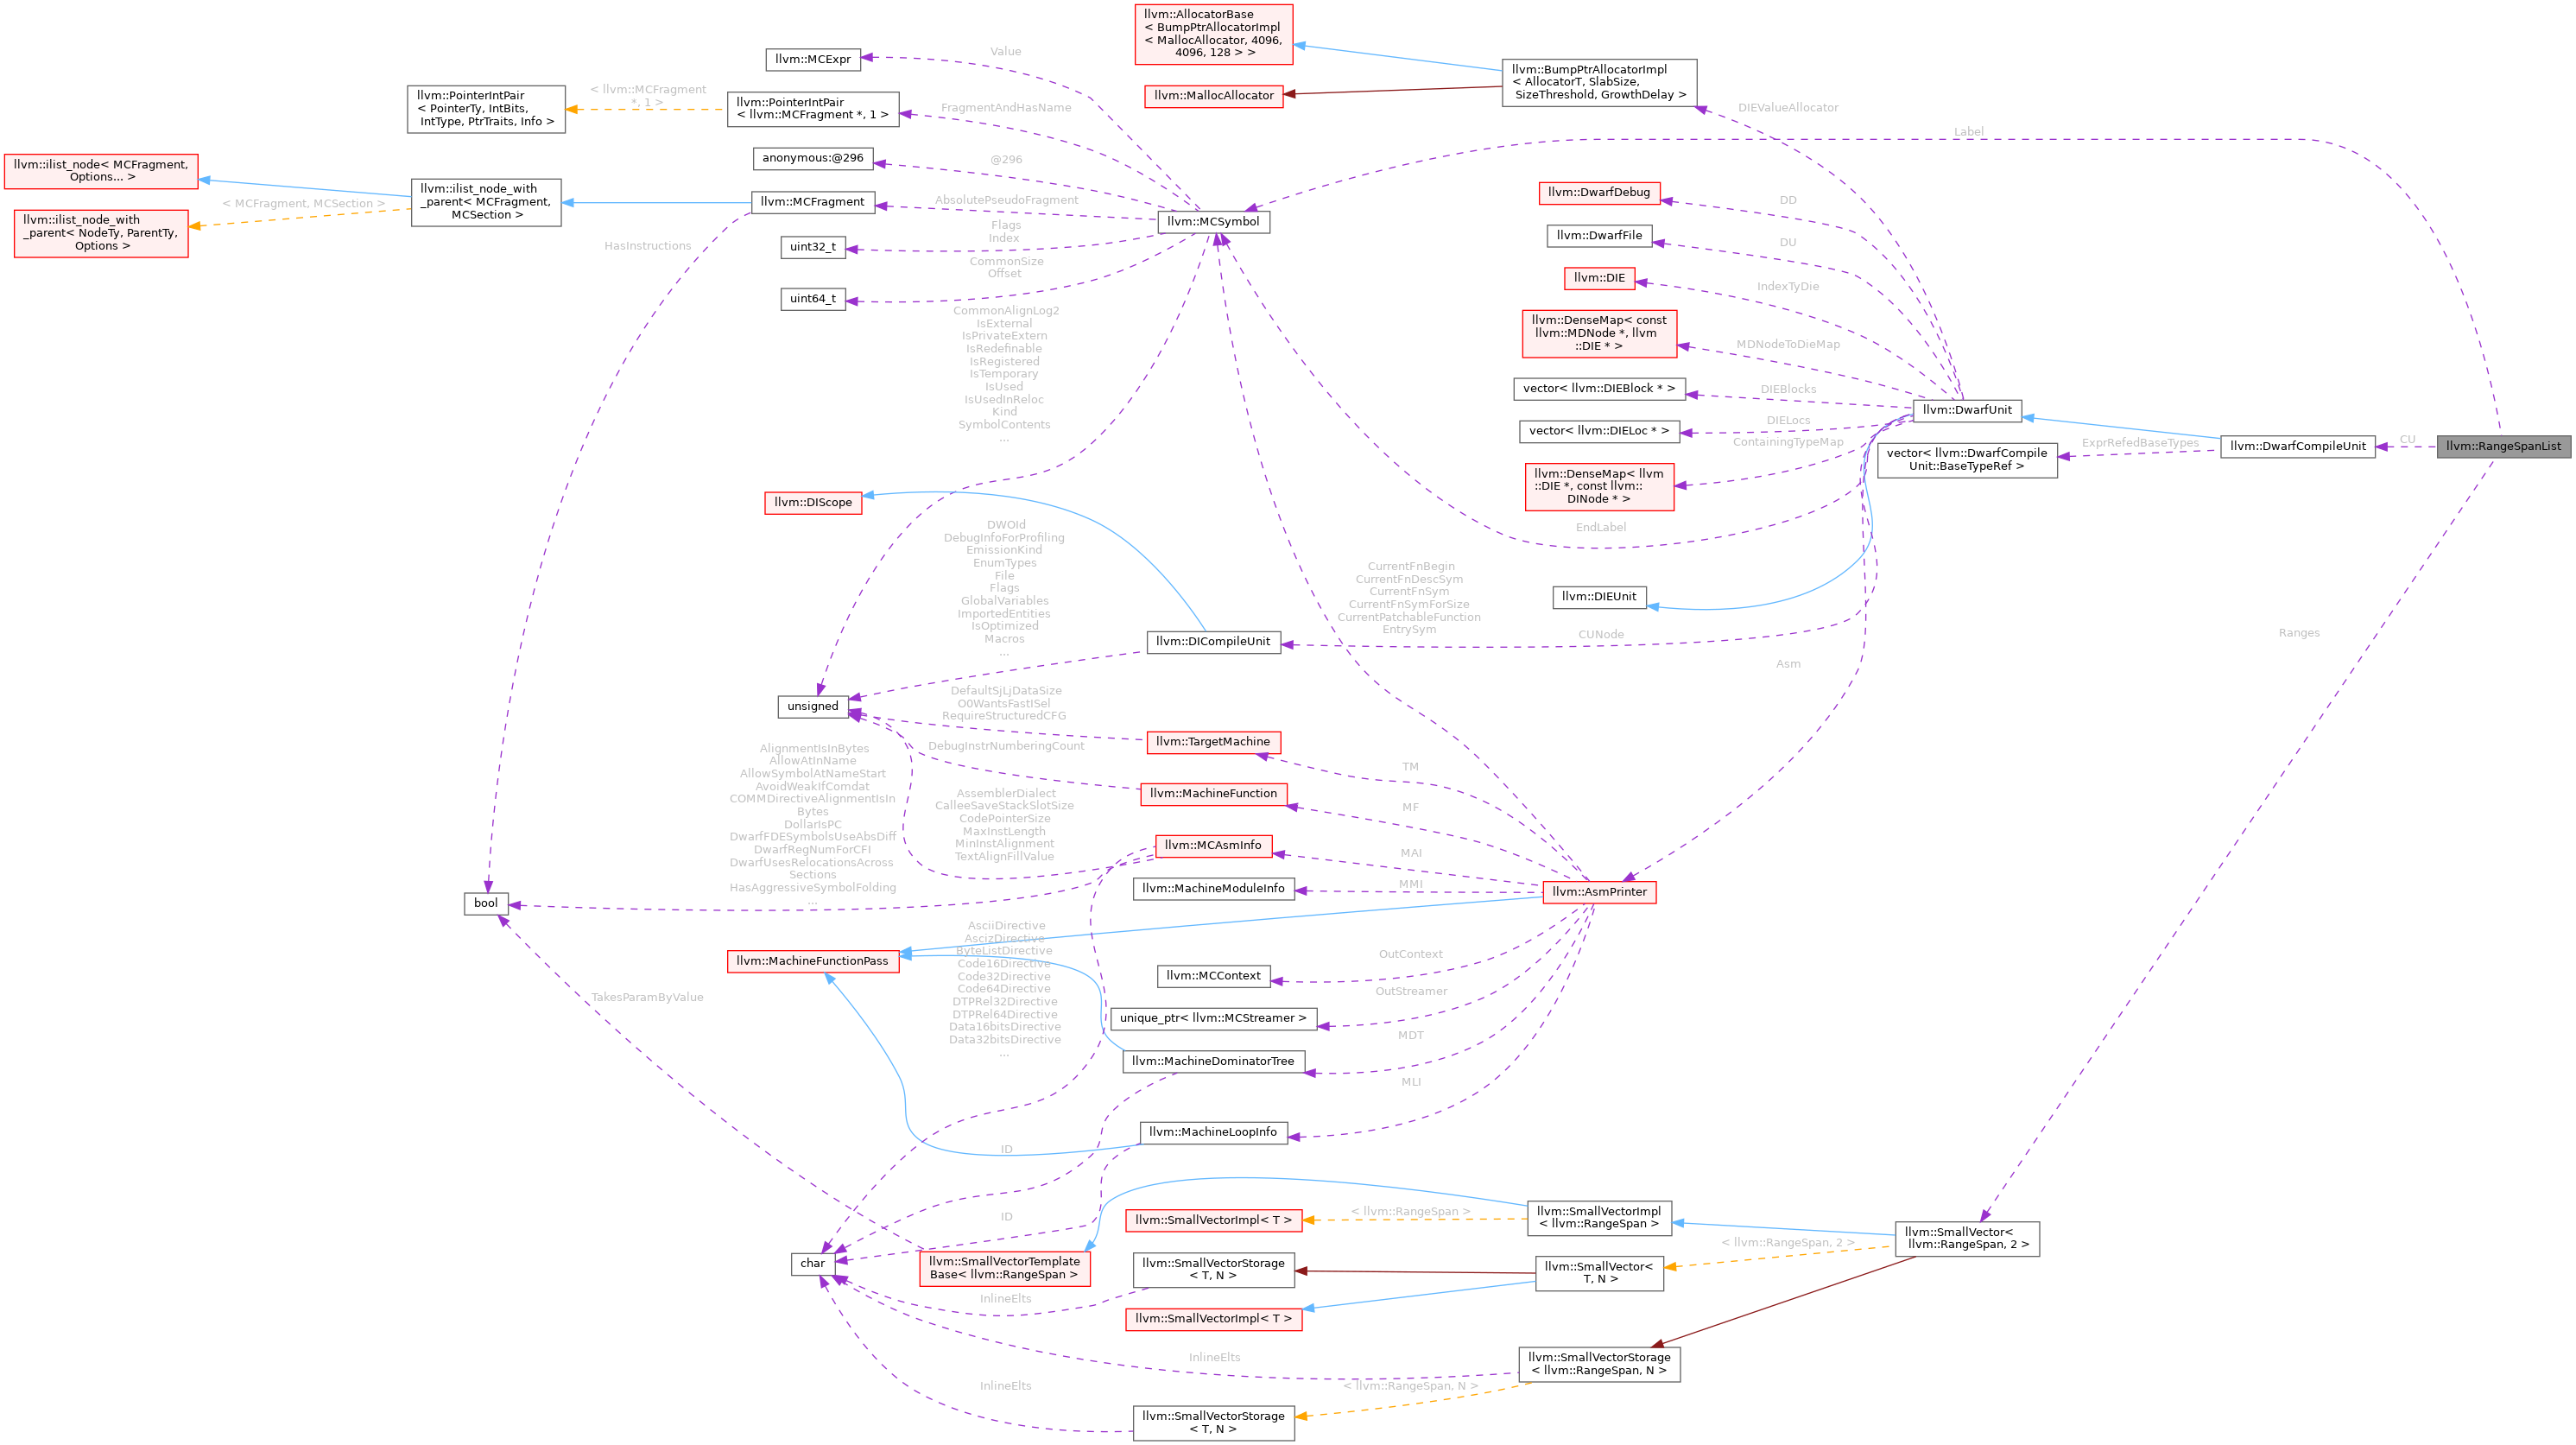 llvm::AllocatorBase
< BumpPtrAllocatorImpl
< MallocAllocator, 4096,
4096, 128 > >
Value
llvm::MCExpr
llvm::BumpPtrAllocatorImpl
< AllocatorT, SlabSize,
SizeThreshold, GrowthDelay >
llvm::MallocAllocator
llvm::PointerIntPair
< PointerTy, IntBits,
IntType, PtrTraits, Info >
< llvm::MCFragment
*, 1 >
llvm::PointerIntPair
< llvm::MCFragment *, 1 >
FragmentAndHasName
DIEValueAllocator
Label
anonymous:@296
@296
llvm::ilist_node< MCFragment,
Options... >
llvm::ilist_node_with
_parent< MCFragment,
MCSection >
llvm::MCFragment
AbsolutePseudoFragment
llvm::DwarfDebug
DD
llvm::ilist_node_with
_parent< NodeTy, ParentTy,
Options >
< MCFragment, MCSection >
HasInstructions
uint32_t
Flags
Index
llvm::MCSymbol
llvm::DwarfFile
DU
uint64_t
CommonSize
Offset
llvm::DIE
IndexTyDie
CommonAlignLog2
IsExternal
IsPrivateExtern
IsRedefinable
IsRegistered
IsTemporary
IsUsed
IsUsedInReloc
Kind
SymbolContents
...
llvm::DenseMap< const
llvm::MDNode *, llvm
::DIE * >
MDNodeToDieMap
vector< llvm::DIEBlock * >
DIEBlocks
llvm::DwarfUnit
vector< llvm::DIELoc * >
DIELocs
ContainingTypeMap
vector< llvm::DwarfCompile
Unit::BaseTypeRef >
ExprRefedBaseTypes
llvm::DwarfCompileUnit
CU
llvm::RangeSpanList
llvm::DenseMap< llvm
::DIE *, const llvm::
DINode * >
EndLabel
llvm::DIScope
DWOId
DebugInfoForProfiling
EmissionKind
EnumTypes
File
Flags
GlobalVariables
ImportedEntities
IsOptimized
Macros
...
CurrentFnBegin
CurrentFnDescSym
CurrentFnSym
CurrentFnSymForSize
CurrentPatchableFunction
EntrySym
llvm::DIEUnit
llvm::DICompileUnit
CUNode
Ranges
Asm
unsigned
DefaultSjLjDataSize
O0WantsFastISel
RequireStructuredCFG
llvm::TargetMachine
TM
DebugInstrNumberingCount
llvm::MachineFunction
MF
AlignmentIsInBytes
AllowAtInName
AllowSymbolAtNameStart
AvoidWeakIfComdat
COMMDirectiveAlignmentIsIn
Bytes
DollarIsPC
DwarfFDESymbolsUseAbsDiff
DwarfRegNumForCFI
DwarfUsesRelocationsAcross
Sections
HasAggressiveSymbolFolding
...
AssemblerDialect
CalleeSaveStackSlotSize
CodePointerSize
MaxInstLength
MinInstAlignment
TextAlignFillValue
llvm::MCAsmInfo
MAI
llvm::MachineModuleInfo
MMI
llvm::AsmPrinter
bool
llvm::MachineFunctionPass
AsciiDirective
AscizDirective
ByteListDirective
Code16Directive
Code32Directive
Code64Directive
DTPRel32Directive
DTPRel64Directive
Data16bitsDirective
Data32bitsDirective
...
llvm::MCContext
OutContext
TakesParamByValue
unique_ptr< llvm::MCStreamer >
OutStreamer
llvm::MachineDominatorTree
MDT
MLI
llvm::MachineLoopInfo
ID
ID
llvm::SmallVectorImpl< T >
< llvm::RangeSpan >
llvm::SmallVectorImpl
< llvm::RangeSpan >
llvm::SmallVector<
llvm::RangeSpan, 2 >
char
llvm::SmallVectorTemplate
Base< llvm::RangeSpan >
llvm::SmallVectorStorage
< T, N >
llvm::SmallVector<
T, N >
< llvm::RangeSpan, 2 >
InlineElts
llvm::SmallVectorImpl< T >
InlineElts
llvm::SmallVectorStorage
< llvm::RangeSpan, N >
InlineElts
< llvm::RangeSpan, N >
llvm::SmallVectorStorage
< T, N >